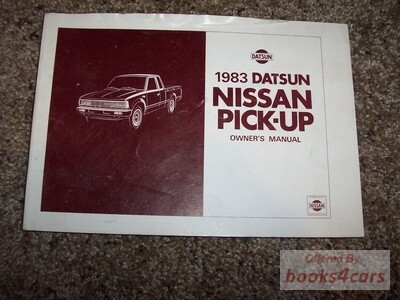 DATSUN
1983 DATSUN
NISSAN
PICK-UP
OWNER'S MANUAL
NISSAN
Offered By
books4cars